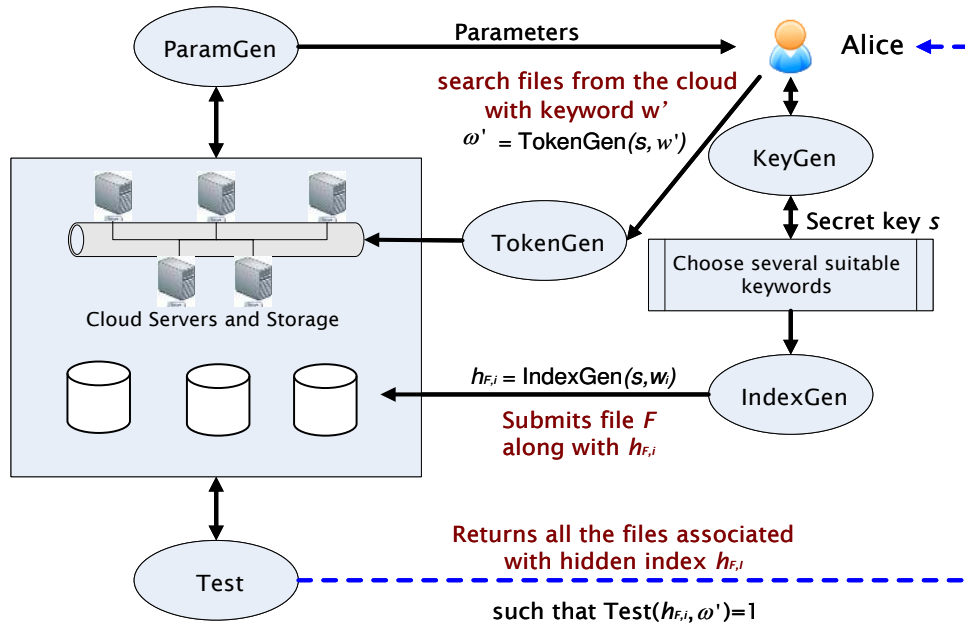 ParamGen
Parameters
Alice
search files from the cloud
with keyword w’
ω' = TokenGen(s, w')
KeyGen
Secret key s
TokenGen
Choose several suitable
keywords
Cloud Servers and Storage
hF,i = IndexGen(s,wi)
IndexGen
Submits file F
along with hF,i
Returns all the files associated
with hidden index hF,I
Test
such that Test(hF,i, ω')=1